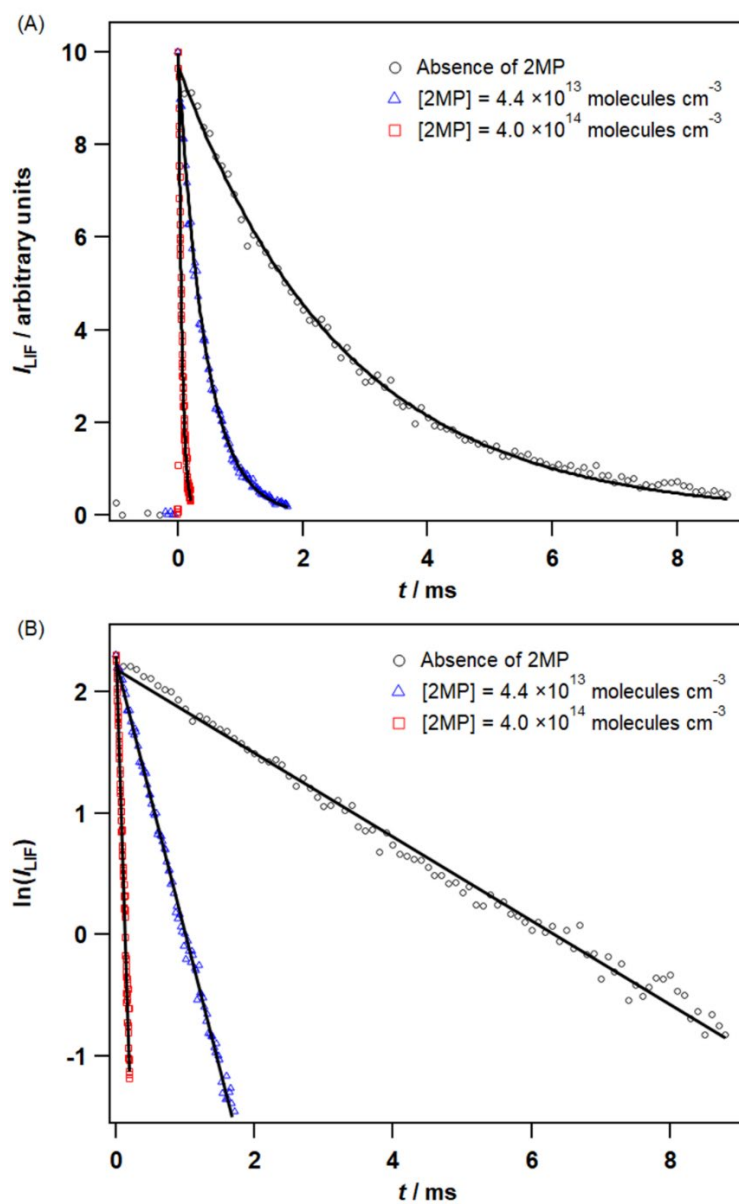 (A)
10
8
6
4
2
0
I_LIF / arbitrary units
○ Absence of 2MP
△ [2MP] = 4.4 ×10^13 molecules cm^-3
□ [2MP] = 4.0 ×10^14 molecules cm^-3
0 2 4 6 8
t / ms
(B)
2
1
0
-1
ln(I_LIF)
○ Absence of 2MP
△ [2MP] = 4.4 ×10^13 molecules cm^-3
□ [2MP] = 4.0 ×10^14 molecules cm^-3
0 2 4 6 8
t / ms